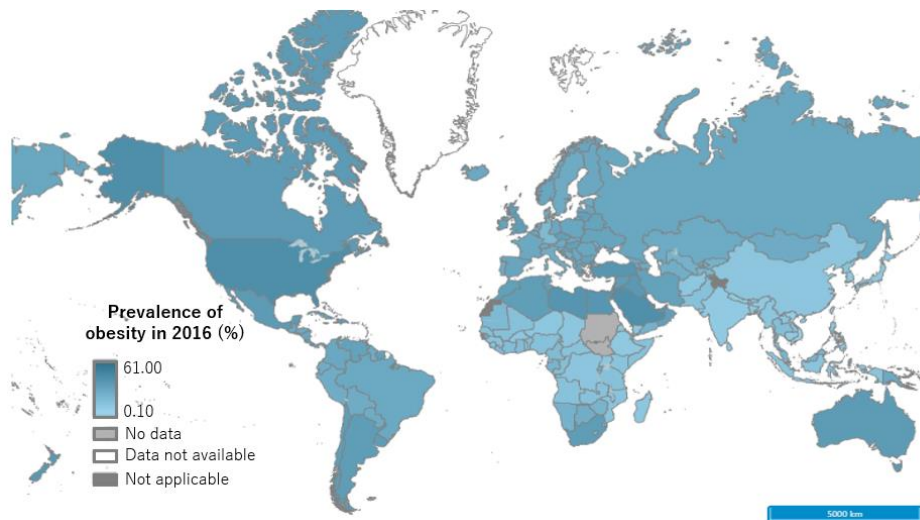 Prevalence of
obesity in 2016 (%)
61.00
0.10
No data
Data not available
Not applicable
5000 km